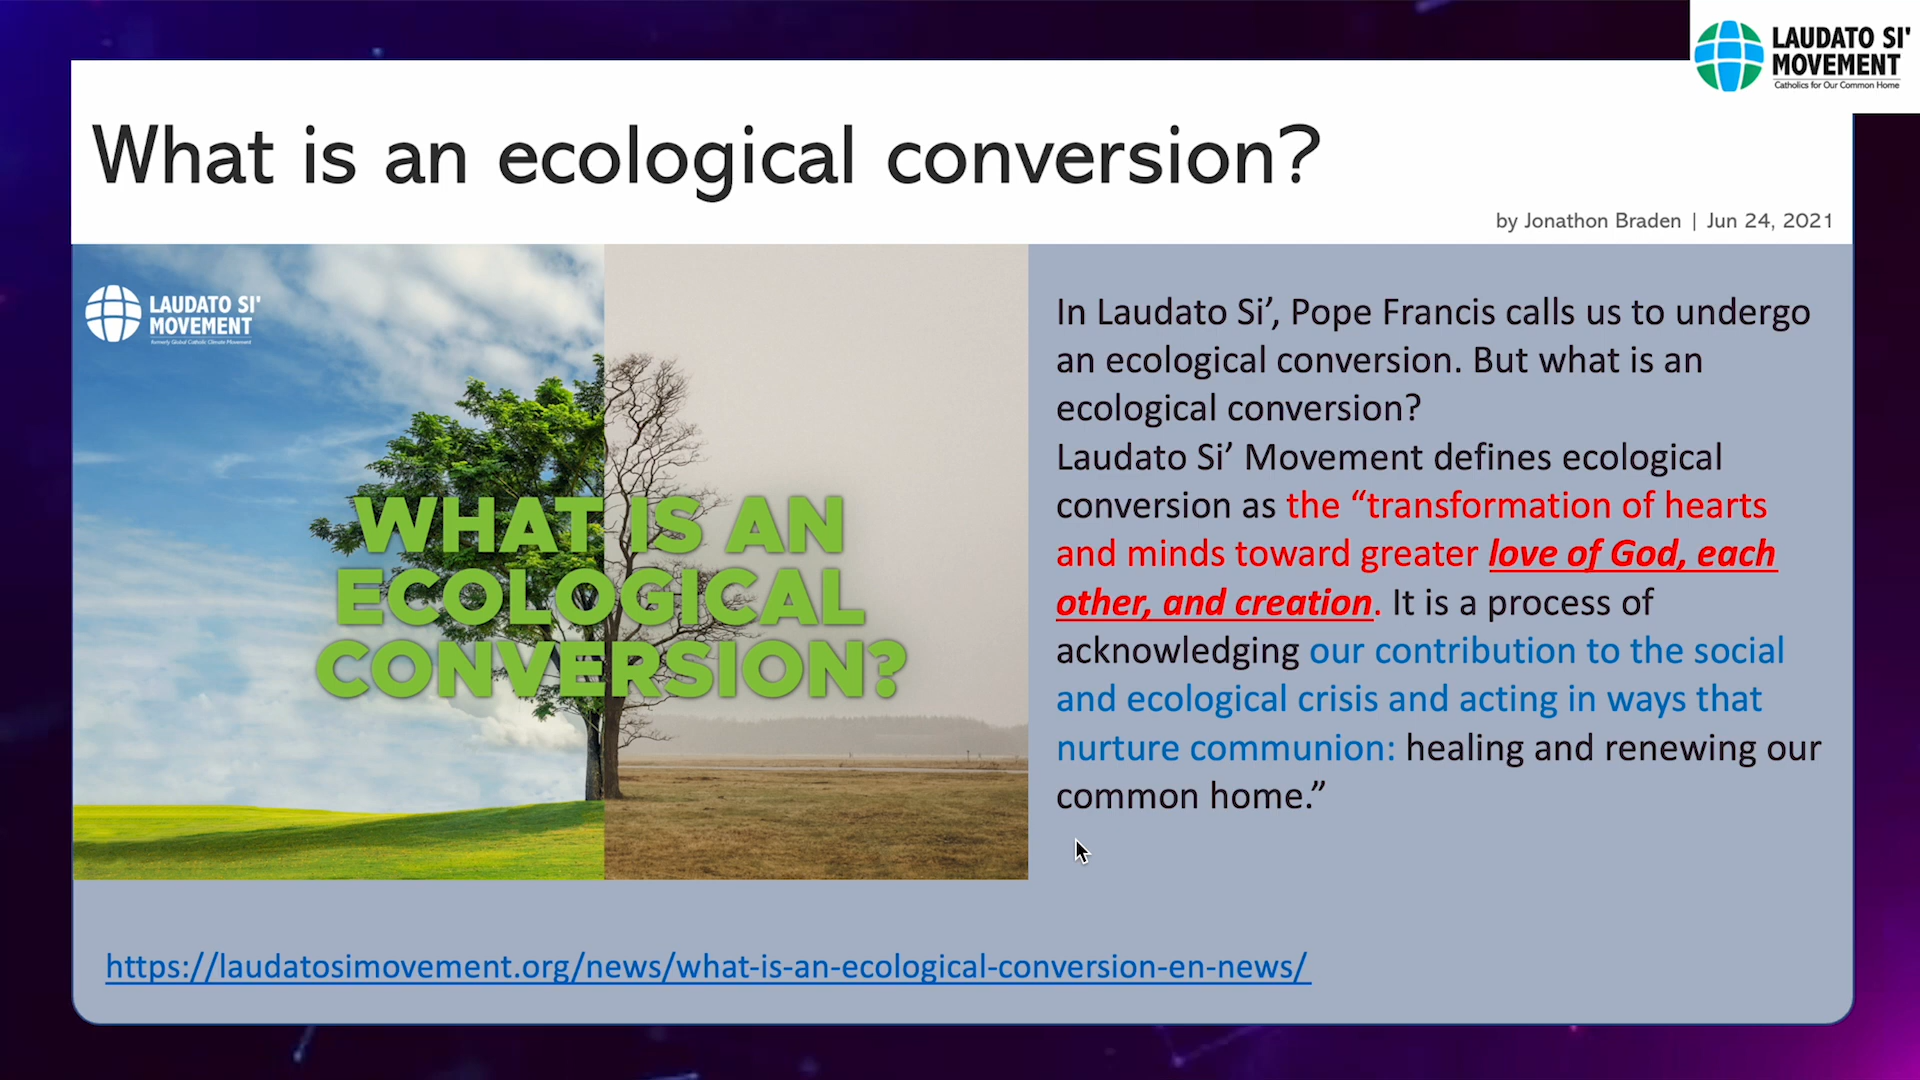 LAUDATO SI'
MOVEMENT
Catholics for Our Common Home
What is an ecological conversion?
by Jonathon Braden | Jun 24, 2021
LAUDATO SI'
MOVEMENT
formerly Global Catholic Climate Movement
WHAT IS AN
ECOLOGICAL
CONVERSION?
In Laudato Si’, Pope Francis calls us to undergo
an ecological conversion. But what is an
ecological conversion?
Laudato Si’ Movement defines ecological
conversion as the “transformation of hearts
and minds toward greater love of God, each
other, and creation. It is a process of
acknowledging our contribution to the social
and ecological crisis and acting in ways that
nurture communion: healing and renewing our
common home.”
https://laudatosimovement.org/news/what-is-an-ecological-conversion-en-news/